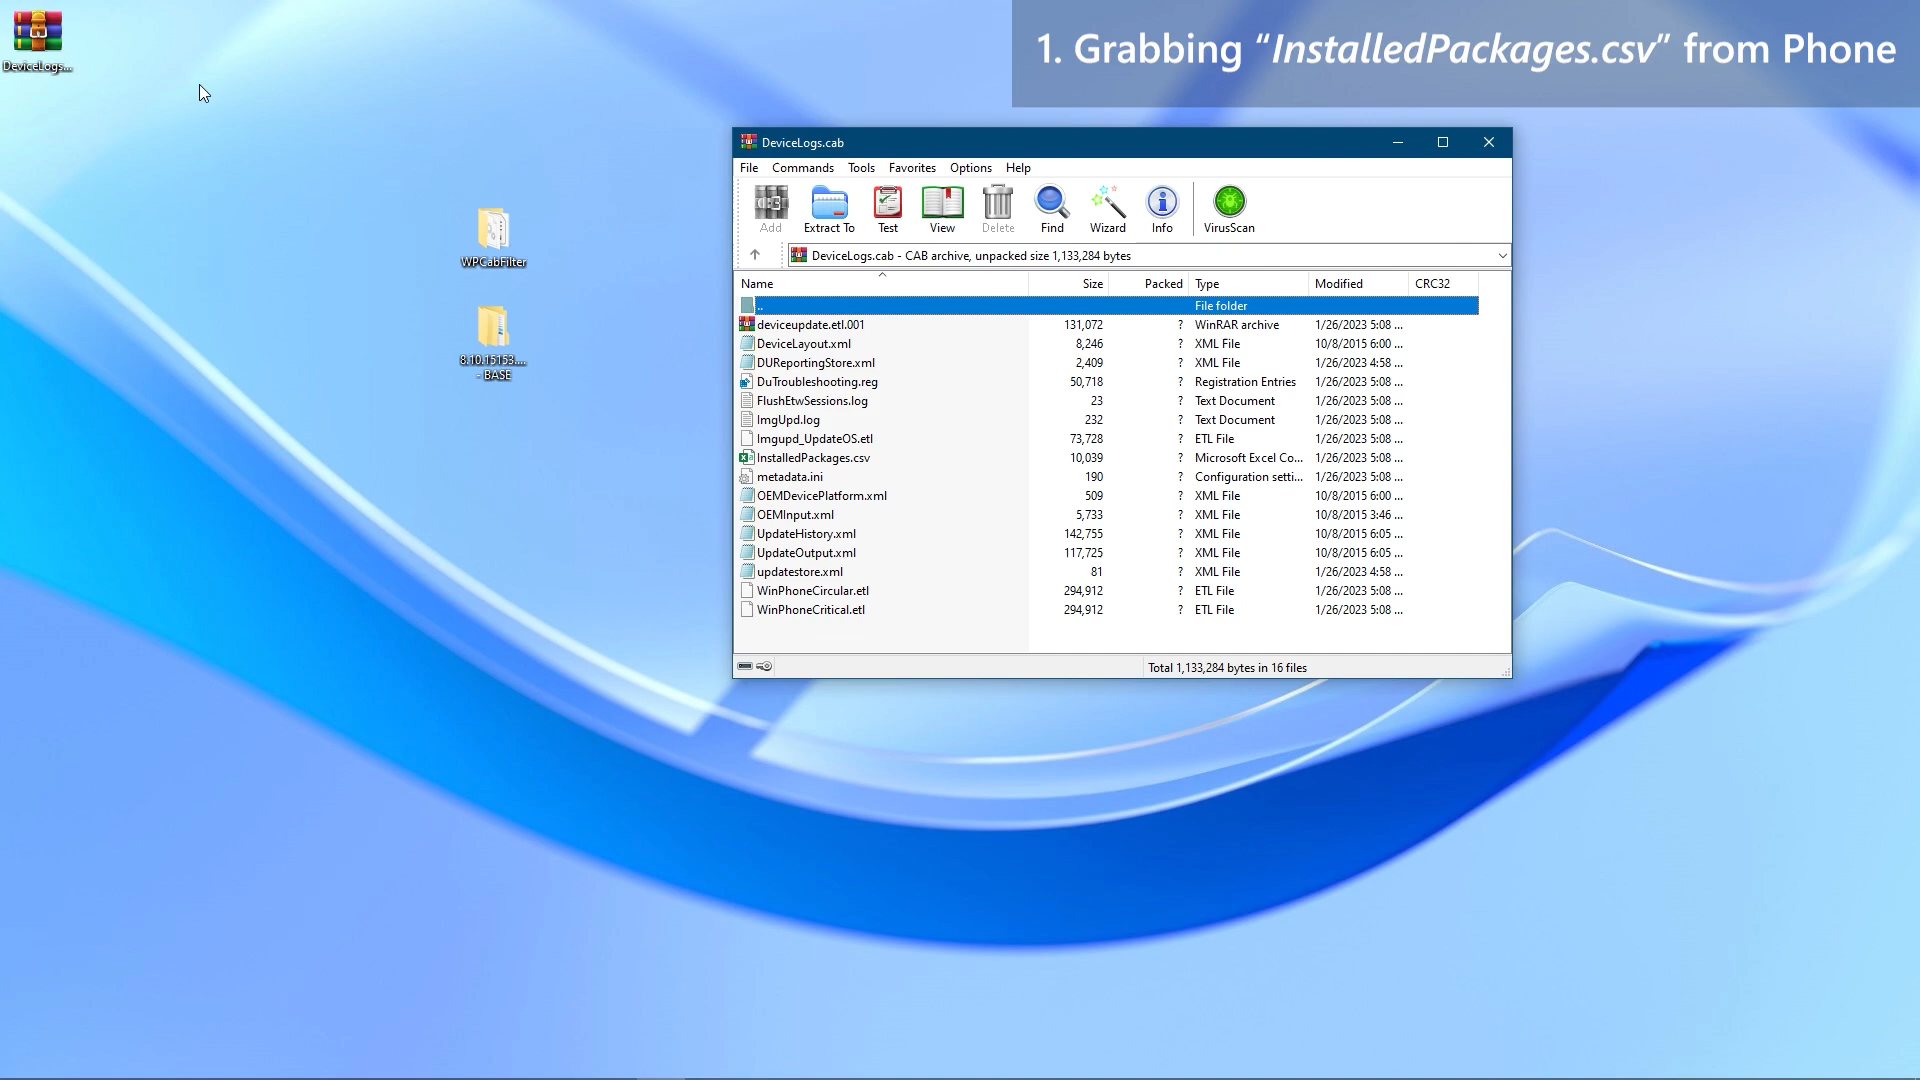 DeviceLogs...
1. Grabbing “InstalledPackages.csv” from Phone
WPCabFilter
8.10.15153....
- BASE
DeviceLogs.cab
File Commands Tools Favorites Options Help
Add Extract To Test View Delete Find Wizard Info VirusScan
DeviceLogs.cab - CAB archive, unpacked size 1,133,284 bytes
Name Size Packed Type Modified CRC32
.. File folder
deviceupdate.etl.001 131,072 ? WinRAR archive 1/26/2023 5:08 ...
DeviceLayout.xml 8,246 ? XML File 10/8/2015 6:00 ...
DUReportingStore.xml 2,409 ? XML File 1/26/2023 4:58 ...
DuTroubleshooting.reg 50,718 ? Registration Entries 1/26/2023 5:08 ...
FlushEtwSessions.log 23 ? Text Document 1/26/2023 5:08 ...
ImgUpd.log 232 ? Text Document 1/26/2023 5:08 ...
Imgupd_UpdateOS.etl 73,728 ? ETL File 1/26/2023 5:08 ...
InstalledPackages.csv 10,039 ? Microsoft Excel Co... 1/26/2023 5:08 ...
metadata.ini 190 ? Configuration setti... 1/26/2023 5:08 ...
OEMDevicePlatform.xml 509 ? XML File 10/8/2015 6:00 ...
OEMInput.xml 5,733 ? XML File 10/8/2015 3:46 ...
UpdateHistory.xml 142,755 ? XML File 10/8/2015 6:05 ...
UpdateOutput.xml 117,725 ? XML File 10/8/2015 6:05 ...
updatestore.xml 81 ? XML File 1/26/2023 4:58 ...
WinPhoneCircular.etl 294,912 ? ETL File 1/26/2023 5:08 ...
WinPhoneCritical.etl 294,912 ? ETL File 1/26/2023 5:08 ...
Total 1,133,284 bytes in 16 files